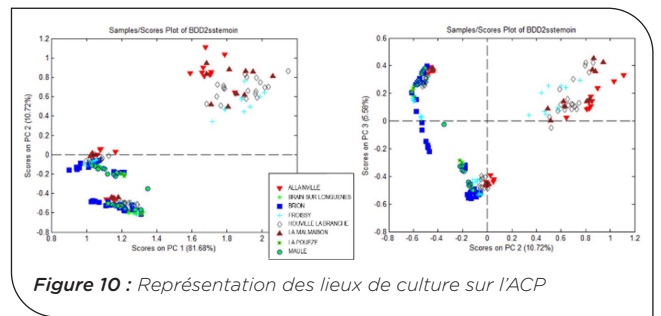 Samples/Scores Plot of BDD2sstemoin
1.2
1
0.8
0.6
0.4
0.2
0
-0.2
-0.4
-0.6
-0.8
Scores on PC 2 (10.72%)
0.8
1
1.2
1.4
1.6
1.8
2
2.2
Scores on PC 1 (81.68%)
ALLAINVILLE
BRAIN SUR LONGUENES
BRION
FROISSY
HOUVILLE LA BRANCHE
LA MALMAISON
LA POUEZE
MAULE
Samples/Scores Plot of BDD2sstemoin
0.6
0.4
0.2
0
-0.2
-0.4
-0.6
-0.8
Scores on PC 3 (5.58%)
-0.6
-0.4
-0.2
0
0.2
0.4
0.6
0.8
1
1.2
Scores on PC 2 (10.72%)
Figure 10 : Représentation des lieux de culture sur l'ACP